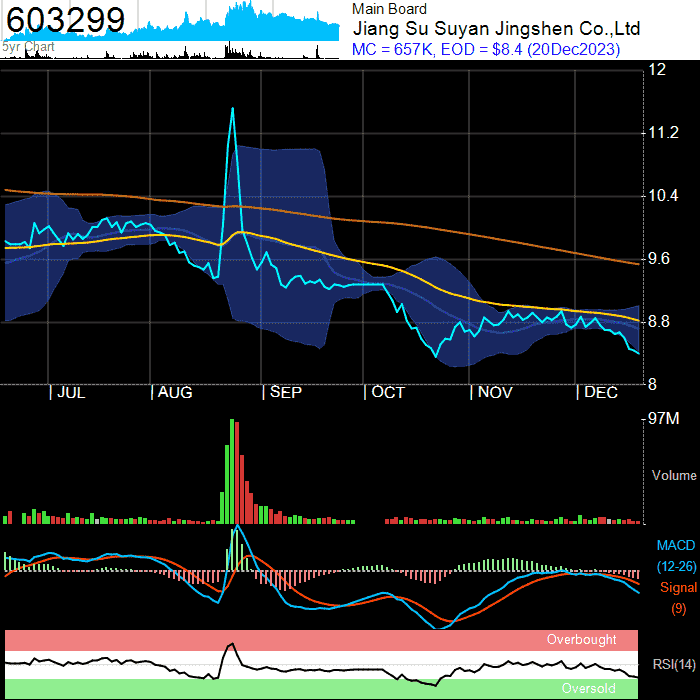 603299
5yr Chart
Main Board
Jiang Su Suyan Jingshen Co.,Ltd
MC = 657K, EOD = $8.4 (20Dec2023)
12
11.2
10.4
9.6
8.8
8
| JUL | AUG | SEP | OCT | NOV | DEC
97M
Volume
MACD
(12-26)
Signal
(9)
Overbought
RSI(14)
Oversold